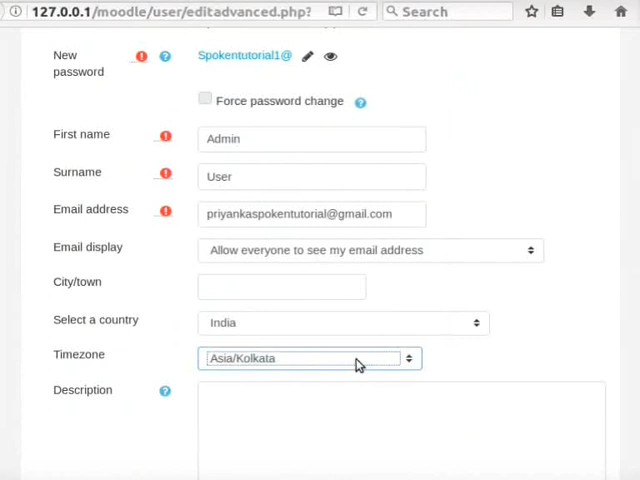 127.0.0.1/moodle/user/editadvanced.php?
Search
New password
Spokentutorial1@
Force password change
First name
Admin
Surname
User
Email address
priyankaspokentutorial@gmail.com
Email display
Allow everyone to see my email address
City/town
Select a country
India
Timezone
Asia/Kolkata
Description